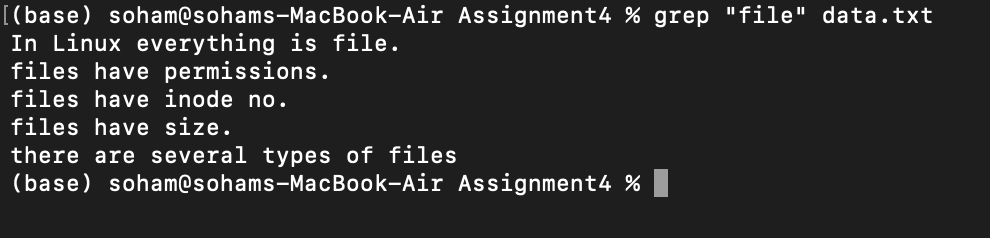 [(base) soham@sohams-MacBook-Air Assignment4 % grep "file" data.txt
In Linux everything is file.
files have permissions.
files have inode no.
files have size.
there are several types of files
(base) soham@sohams-MacBook-Air Assignment4 %